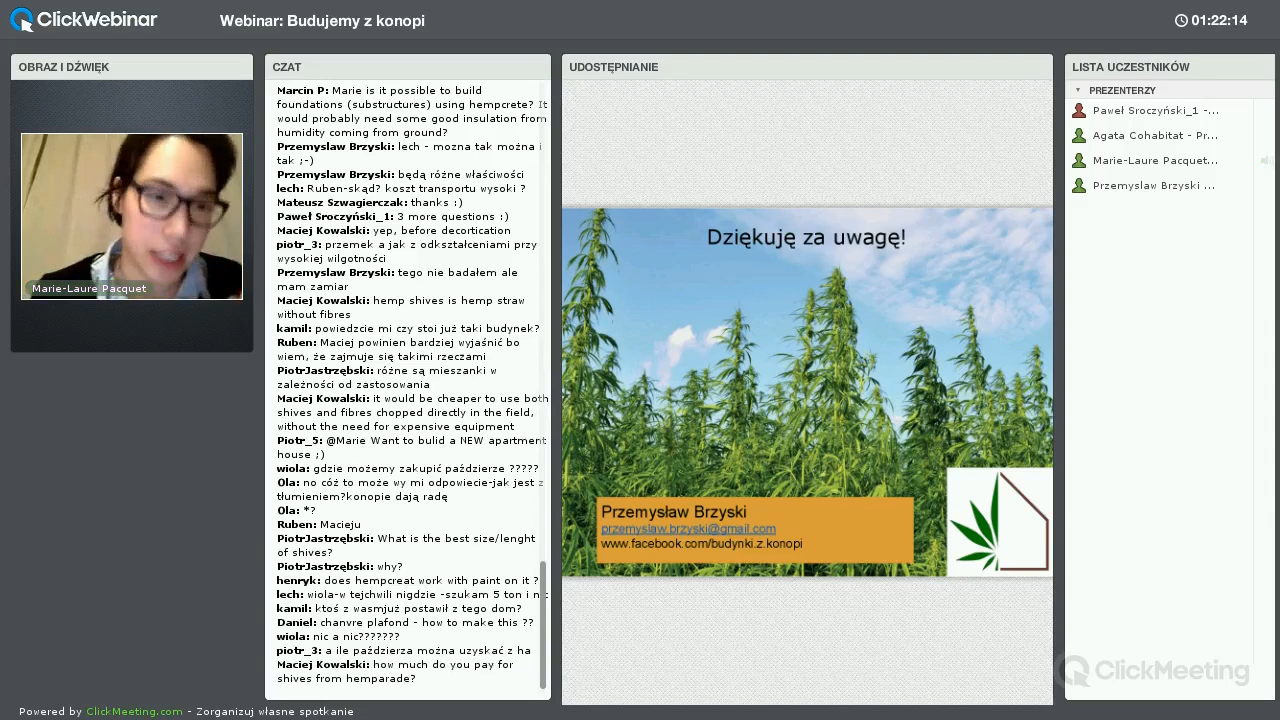 ClickWebinar
Webinar: Budujemy z konopi
01:22:14
OBRAZ I DŹWIĘK
Marie-Laure Pacquet
CZAT
Marcin P: Marie is it possible to build
foundations (substructures) using hempcrete? It
would probably need some good insulation from
humidity coming from ground?
Przemyslaw Brzyski: lech - mozna tak można i
tak ;-)
Przemyslaw Brzyski: będą różne właściwości
lech: Ruben-skąd? koszt transportu wysoki ?
Mateusz Szwagierczak: thanks :)
Paweł Sroczyński_1: 3 more questions :)
Maciej Kowalski: yep, before decortication
piotr_3: przemek a jak z odkształceniami przy
wysokiej wilgotności
Przemyslaw Brzyski: tego nie badałem ale
mam zamiar
Maciej Kowalski: hemp shives is hemp straw
without fibres
kamil: powiedzcie mi czy stoi już taki budynek?
Ruben: Maciej powinien bardziej wyjaśnić bo
wiem, że zajmuje się takimi rzeczami
PiotrJastrzębski: różne są mieszanki w
zależności od zastosowania
Maciej Kowalski: it would be cheaper to use both
shives and fibres chopped directly in the field,
without the need for expensive equipment
Piotr_5: @Marie Want to bulid a NEW apartment
house ;)
wiola: gdzie możemy zakupić paździerze ?????
Ola: no cóż to może wy mi odpowiecie-jak jest z
tłumieniem?konopie dają radę
Ola: *?
Ruben: Macieju
PiotrJastrzębski: What is the best size/lenght
of shives?
PiotrJastrzębski: why?
henryk: does hempcreat work with paint on it ?
lech: wiola-w tejchwili nigdzie -szukam 5 ton i nic
kamil: ktoś z wasmjuż postawił z tego dom?
Daniel: chanvre plafond - how to make this ??
wiola: nic a nic???????
piotr_3: a ile paździerza można uzyskać z ha
Maciej Kowalski: how much do you pay for
shives from hemparade?
UDOSTĘPNIANIE
Dziękuję za uwagę!
Przemysław Brzyski
przemyslaw.brzyski@gmail.com
www.facebook.com/budynki.z.konopi
LISTA UCZESTNIKÓW
PREZENTERZY
Paweł Sroczyński_1 -...
Agata Cohabitat - Pr...
Marie-Laure Pacquet...
Przemyslaw Brzyski ...
ClickMeeting
Powered by ClickMeeting.com - Zorganizuj własne spotkanie